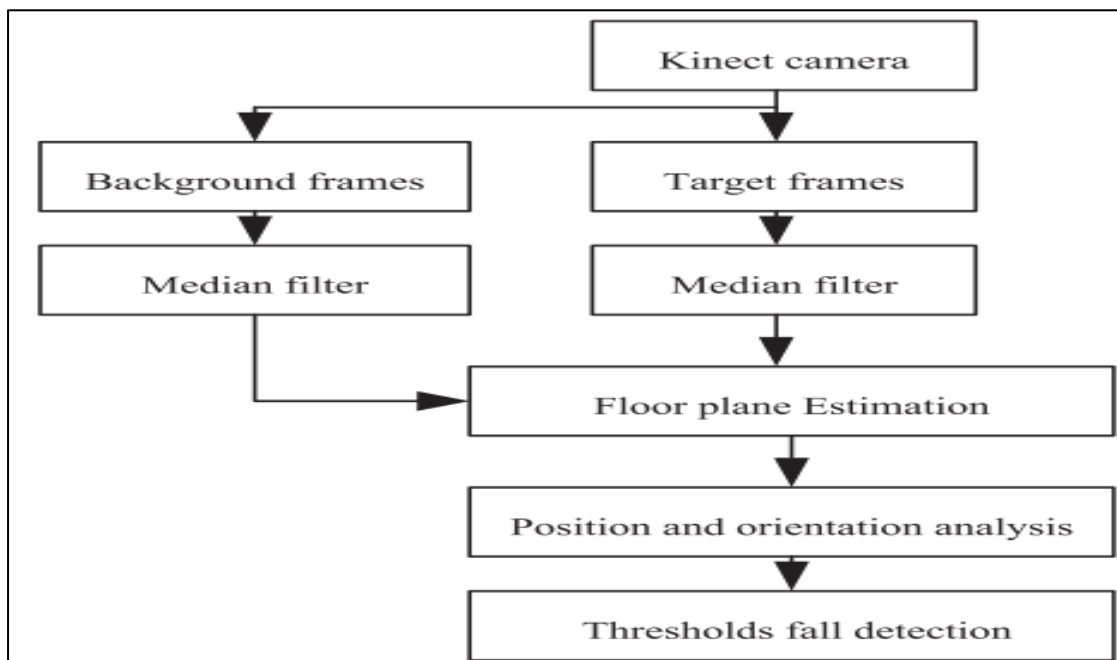 Kinect camera
Background frames
Target frames
Median filter
Median filter
Floor plane Estimation
Position and orientation analysis
Thresholds fall detection